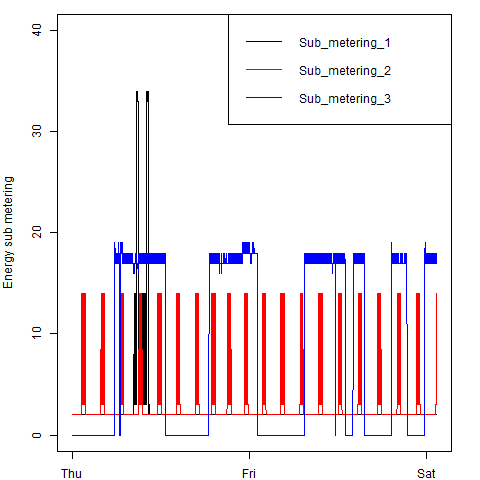 40
30
20
10
0
Energy sub metering
Sub_metering_1
Sub_metering_2
Sub_metering_3
Thu
Fri
Sat